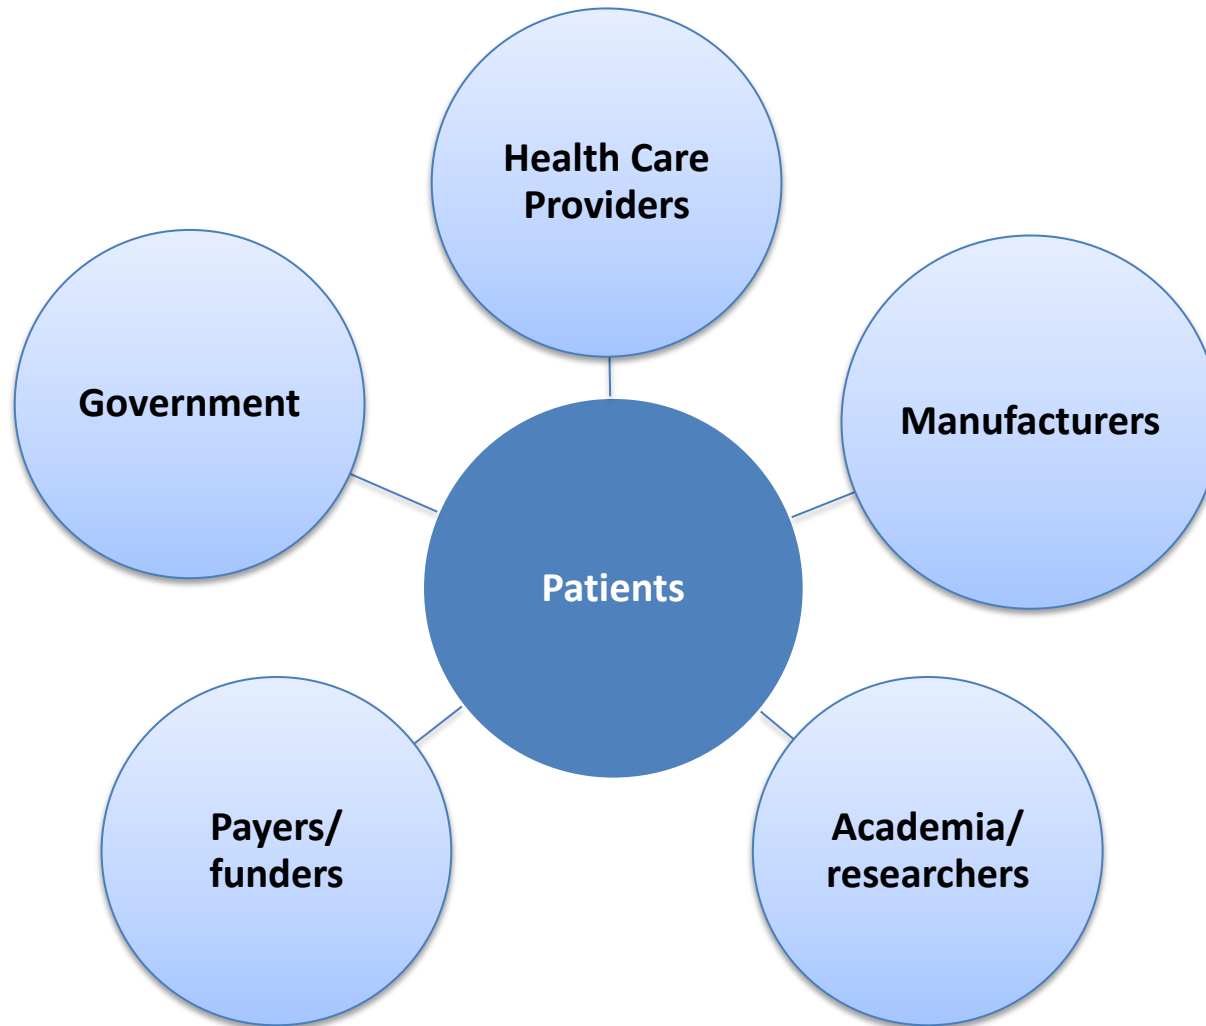 Health Care
Providers
Government
Manufacturers
Patients
Payers/
funders
Academia/
researchers